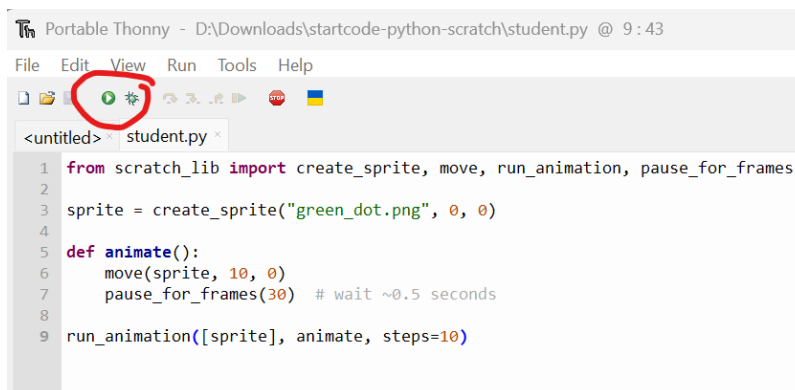 Th Portable Thonny - D:\Downloads\startcode-python-scratch\student.py @ 9 : 43
File Edit View Run Tools Help
STOP
<untitled> × student.py ×
1 from scratch_lib import create_sprite, move, run_animation, pause_for_frames
2
3 sprite = create_sprite("green_dot.png", 0, 0)
4
5 def animate():
6     move(sprite, 10, 0)
7     pause_for_frames(30)  # wait ~0.5 seconds
8
9 run_animation([sprite], animate, steps=10)